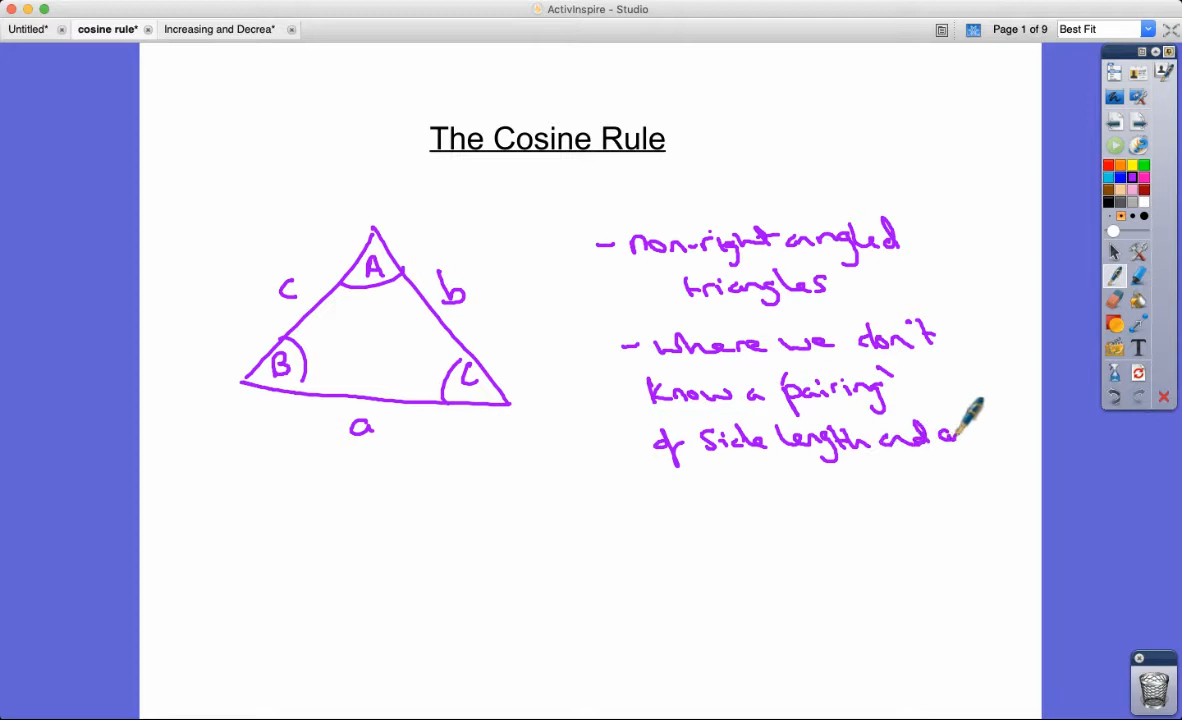 ActivInspire - Studio
Untitled* cosine rule* Increasing and Decrea* Page 1 of 9 Best Fit
The Cosine Rule
- non-right angled
triangles
- where we don't
know a 'pairing'
of side length and a
A
c
b
B
C
a
T